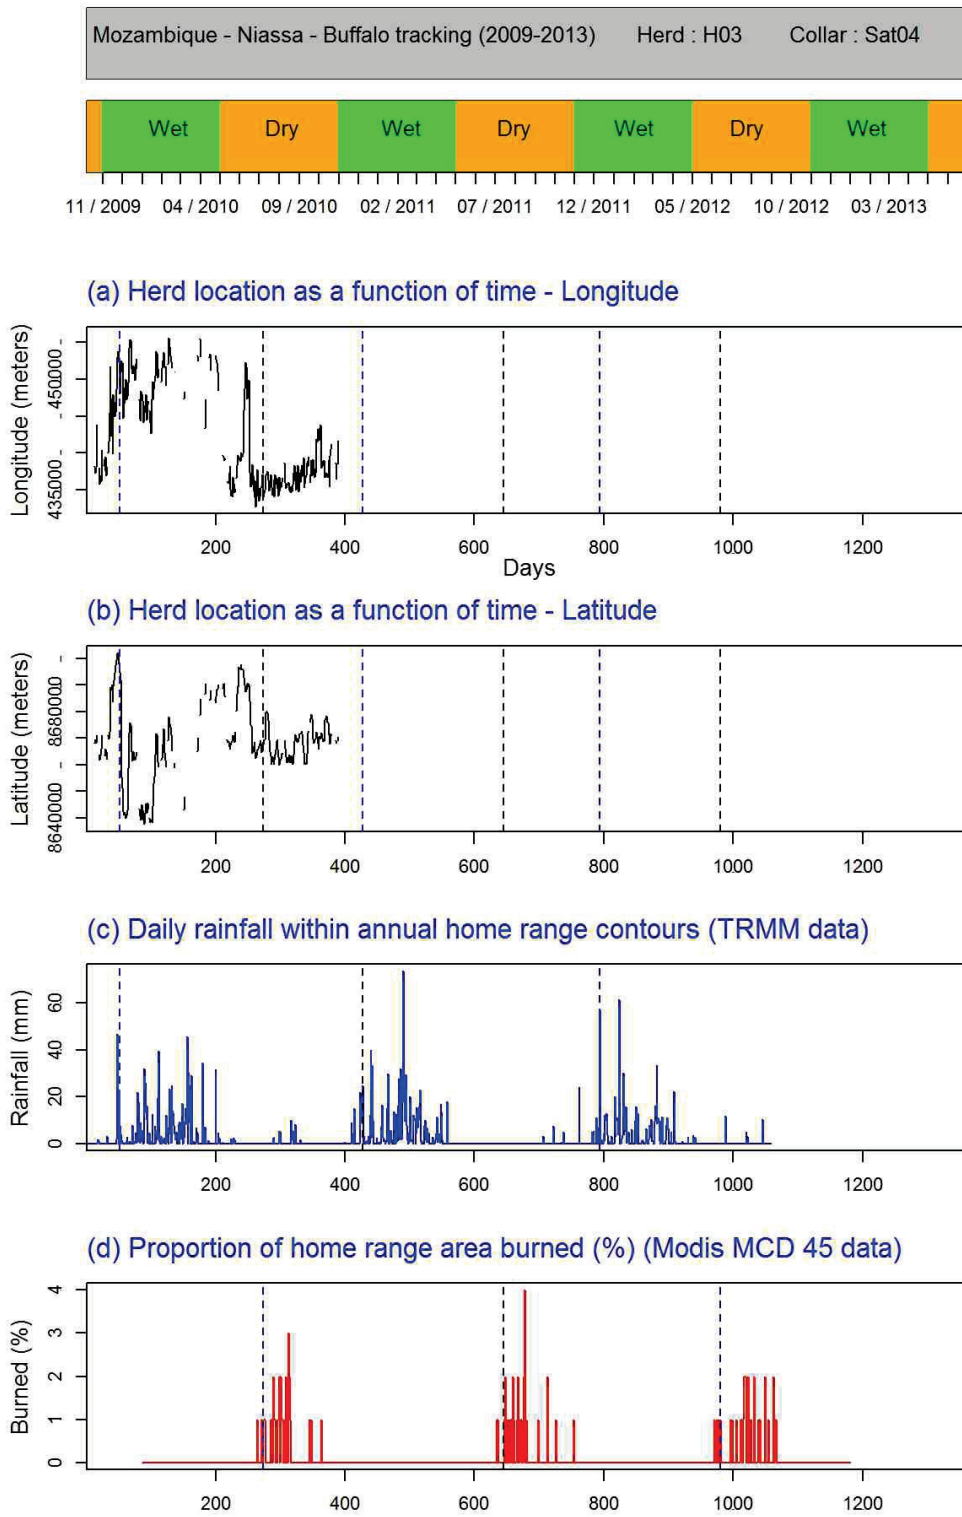 Mozambique - Niassa - Buffalo tracking (2009-2013) Herd : H03 Collar : Sat04
Wet Dry Wet Dry Wet Dry Wet
11 / 2009 04 / 2010 09 / 2010 02 / 2011 07 / 2011 12 / 2011 05 / 2012 10 / 2012 03 / 2013
(a) Herd location as a function of time - Longitude
Longitude (meters)
435000 450000
200 400 600 800 1000 1200
Days
(b) Herd location as a function of time - Latitude
Latitude (meters)
8640000 8680000
200 400 600 800 1000 1200
(c) Daily rainfall within annual home range contours (TRMM data)
Rainfall (mm)
0 20 40 60
200 400 600 800 1000 1200
(d) Proportion of home range area burned (%) (Modis MCD 45 data)
Burned (%)
0 1 2 3 4
200 400 600 800 1000 1200